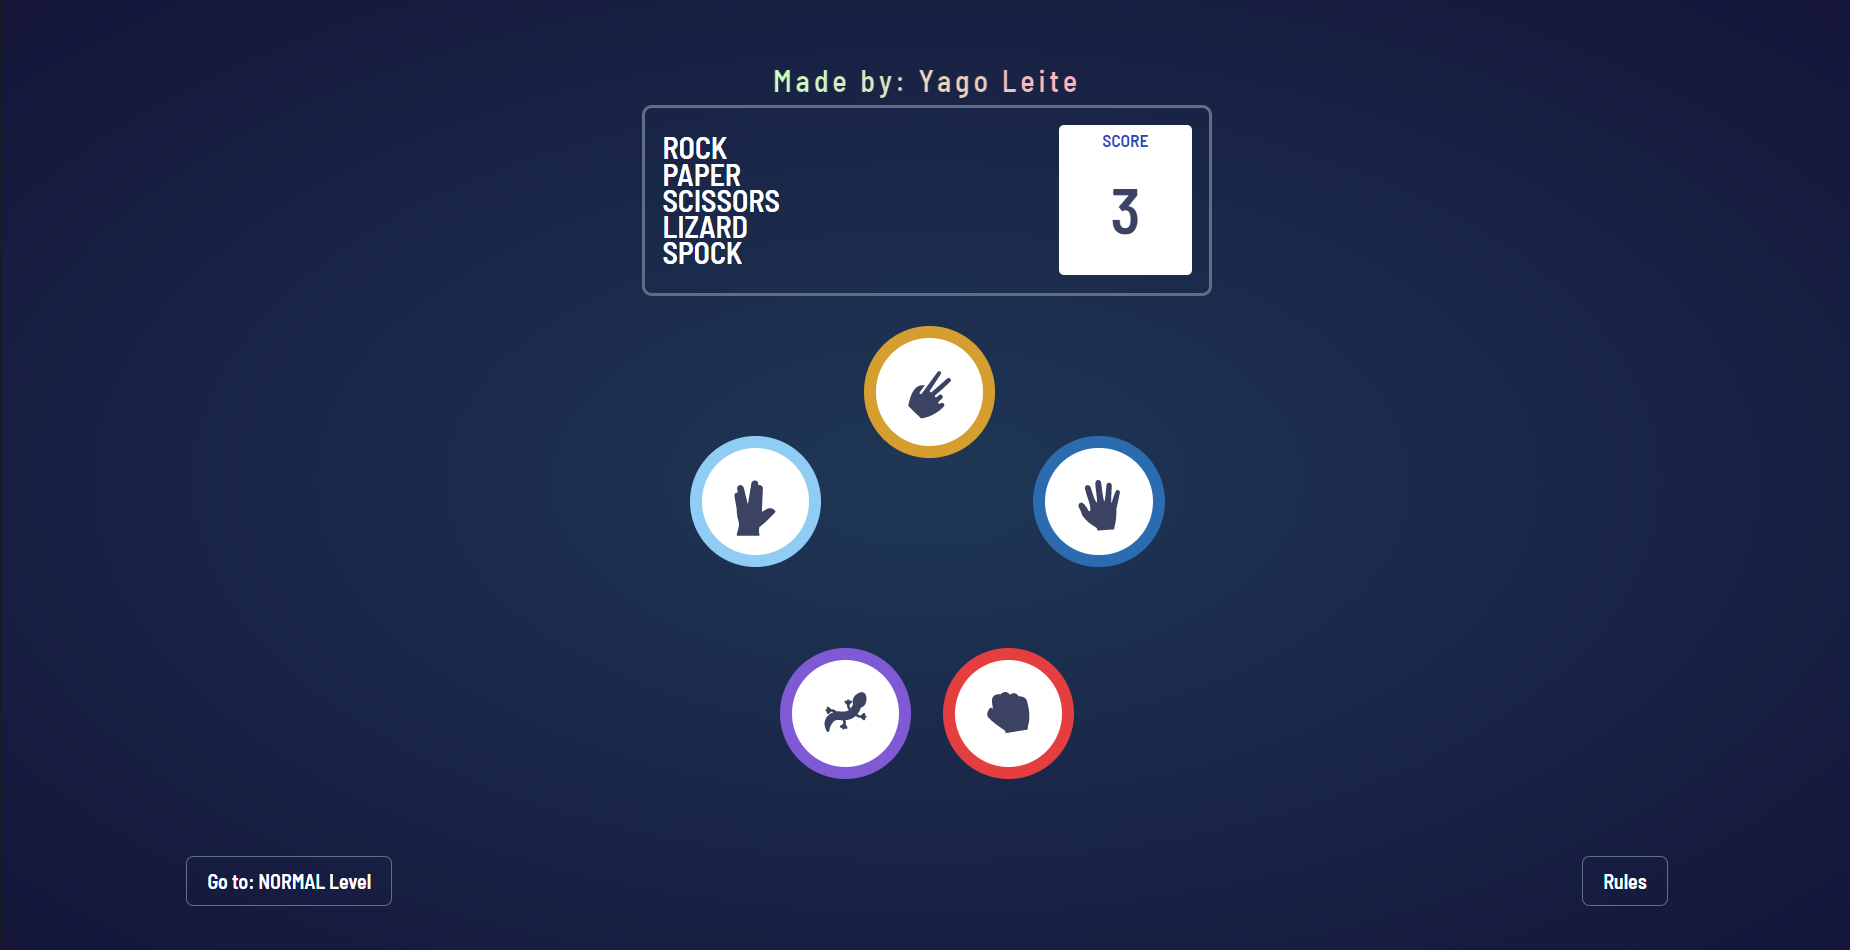 Made by: Yago Leite
ROCK
PAPER
SCISSORS
LIZARD
SPOCK
SCORE
3
Go to: NORMAL Level
Rules